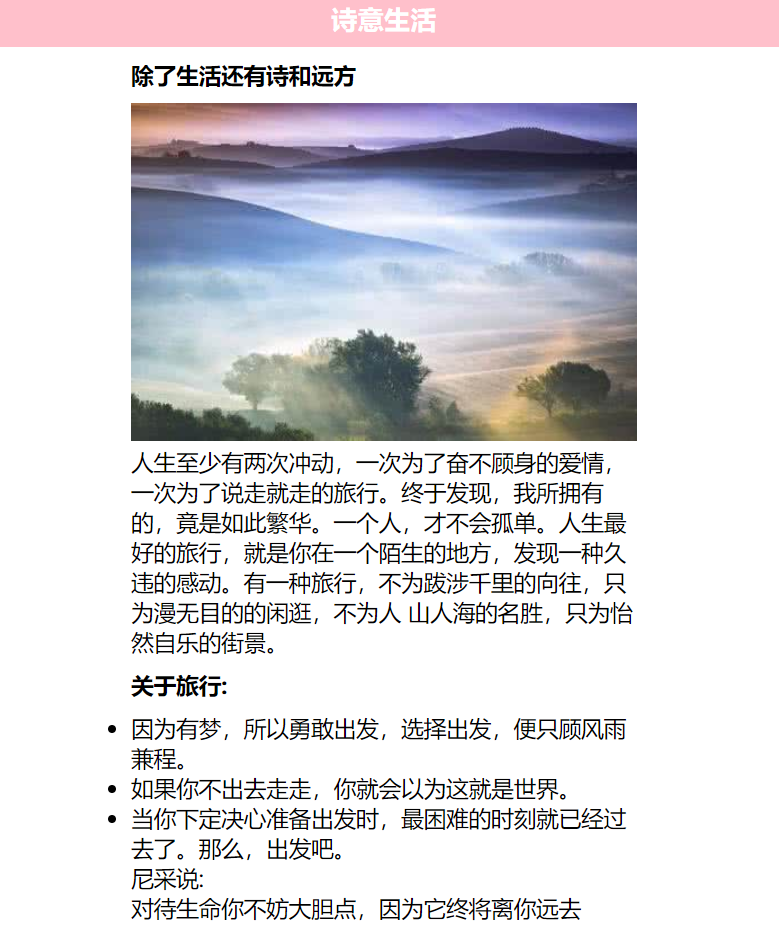 诗意生活
除了生活还有诗和远方
人生至少有两次冲动，一次为了奋不顾身的爱情，
一次为了说走就走的旅行。终于发现，我所拥有
的，竟是如此繁华。一个人，才不会孤单。人生最
好的旅行，就是你在一个陌生的地方，发现一种久
违的感动。有一种旅行，不为跋涉千里的向往，只
为漫无目的的闲逛，不为人 山人海的名胜，只为怡
然自乐的街景。
关于旅行:
• 因为有梦，所以勇敢出发，选择出发，便只顾风雨
兼程。
• 如果你不出去走走，你就会以为这就是世界。
• 当你下定决心准备出发时，最困难的时刻就已经过
去了。那么，出发吧。
尼采说:
对待生命你不妨大胆点，因为它终将离你远去